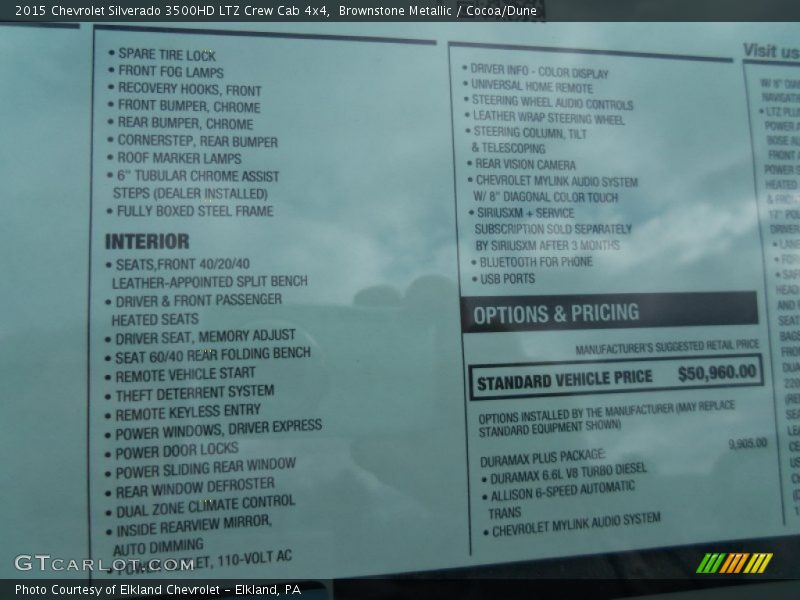 2015 Chevrolet Silverado 3500HD LTZ Crew Cab 4x4, Brownstone Metallic / Cocoa/Dune
• SPARE TIRE LOCK
• FRONT FOG LAMPS
• RECOVERY HOOKS, FRONT
• FRONT BUMPER, CHROME
• REAR BUMPER, CHROME
• CORNERSTEP, REAR BUMPER
• ROOF MARKER LAMPS
• 6" TUBULAR CHROME ASSIST
STEPS (DEALER INSTALLED)
• FULLY BOXED STEEL FRAME
INTERIOR
• SEATS,FRONT 40/20/40
LEATHER-APPOINTED SPLIT BENCH
• DRIVER & FRONT PASSENGER
HEATED SEATS
• DRIVER SEAT, MEMORY ADJUST
• SEAT 60/40 REAR FOLDING BENCH
• REMOTE VEHICLE START
• THEFT DETERRENT SYSTEM
• REMOTE KEYLESS ENTRY
• POWER WINDOWS, DRIVER EXPRESS
• POWER DOOR LOCKS
• POWER SLIDING REAR WINDOW
• REAR WINDOW DEFROSTER
• DUAL ZONE CLIMATE CONTROL
• INSIDE REARVIEW MIRROR,
AUTO DIMMING
• POWER OUTLET, 110-VOLT AC
• DRIVER INFO - COLOR DISPLAY
• UNIVERSAL HOME REMOTE
• STEERING WHEEL AUDIO CONTROLS
• LEATHER WRAP STEERING WHEEL
• STEERING COLUMN, TILT
& TELESCOPING
• REAR VISION CAMERA
• CHEVROLET MYLINK AUDIO SYSTEM
W/ 8" DIAGONAL COLOR TOUCH
• SIRIUSXM + SERVICE
SUBSCRIPTION SOLD SEPARATELY
BY SIRIUSXM AFTER 3 MONTHS
• BLUETOOTH FOR PHONE
• USB PORTS
OPTIONS & PRICING
MANUFACTURER'S SUGGESTED RETAIL PRICE
STANDARD VEHICLE PRICE $50,960.00
OPTIONS INSTALLED BY THE MANUFACTURER (MAY REPLACE
STANDARD EQUIPMENT SHOWN)
9,905.00
DURAMAX PLUS PACKAGE:
• DURAMAX 6.6L V8 TURBO DIESEL
• ALLISON 6-SPEED AUTOMATIC
TRANS
• CHEVROLET MYLINK AUDIO SYSTEM
Visit us
W/ 8"
• LTZ
POWER
FRONT
POWER
HEATED
17"
GTCARLOT.COM
Photo Courtesy of Elkland Chevrolet - Elkland, PA